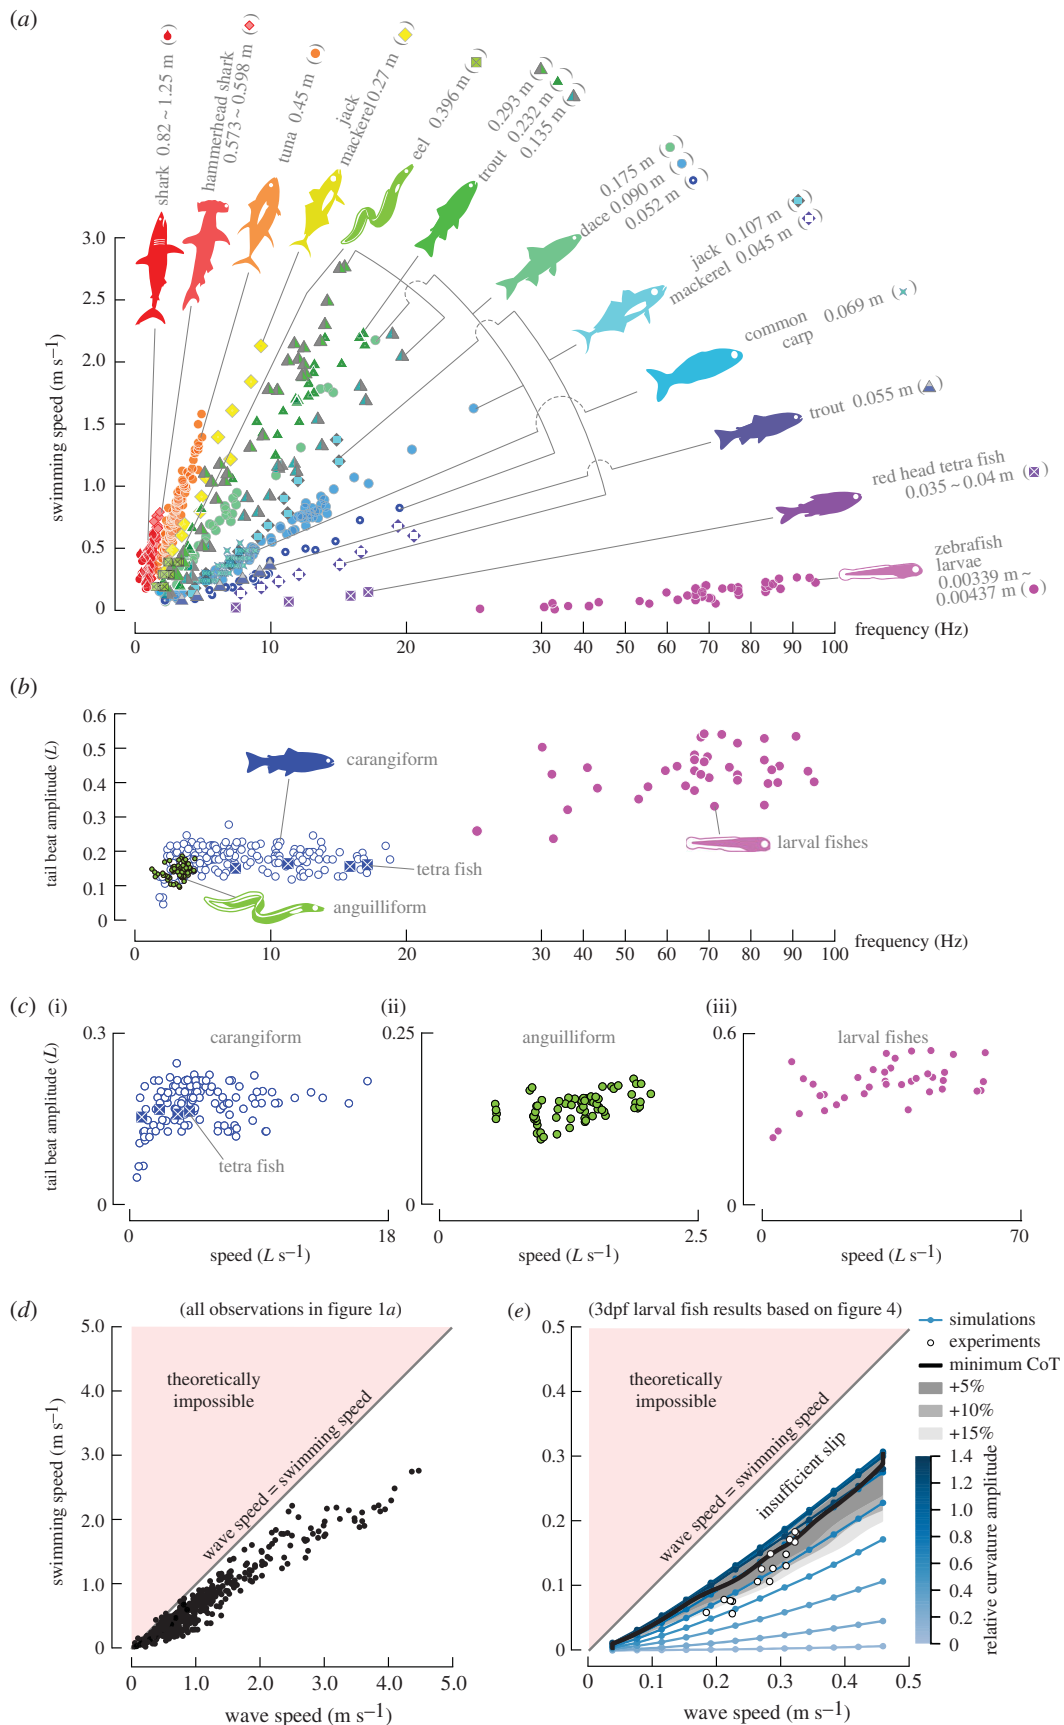 (a)
shark 0.82 ~ 1.25 m ( )
hammerhead shark
0.573 ~ 0.598 m ( )
tuna 0.45 m ( )
jack
mackerel 0.27 m ( )
eel 0.396 m ( )
trout
0.293 m ( )
0.232 m ( )
0.135 m ( )
dace
0.175 m ( )
0.090 m ( )
0.052 m ( )
jack
mackerel
0.107 m ( )
0.045 m ( )
common
carp
0.069 m ( )
trout 0.055 m ( )
red head tetra fish
0.035 ~ 0.04 m ( )
zebrafish
larvae
0.00339 m ~
0.00437 m ( )
swimming speed (m s–1)
3.0
2.5
2.0
1.5
1.0
0.5
0
0 10 20 30 40 50 60 70 80 90 100
frequency (Hz)
(b)
tail beat amplitude (L)
0.6
0.5
0.4
0.3
0.2
0.1
0
carangiform
tetra fish
anguilliform
larval fishes
0 10 20 30 40 50 60 70 80 90 100
frequency (Hz)
(c) (i)
carangiform
tail beat amplitude (L)
0.3
0
tetra fish
0 18
speed (L s–1)
(ii)
anguilliform
0.25
0
0 2.5
speed (L s–1)
(iii)
larval fishes
0.6
0
0 70
speed (L s–1)
(d)
(all observations in figure 1a)
swimming speed (m s–1)
5.0
4.0
3.0
2.0
1.0
0
theoretically
impossible
wave speed = swimming speed
0 1.0 2.0 3.0 4.0 5.0
wave speed (m s–1)
(e)
(3dpf larval fish results based on figure 4)
0.5
0.4
0.3
0.2
0.1
0
theoretically
impossible
wave speed = swimming speed
insufficient slip
0 0.1 0.2 0.3 0.4 0.5
wave speed (m s–1)
simulations
experiments
minimum CoT
+5%
+10%
+15%
1.4
1.2
1.0
0.8
0.6
0.4
0.2
0
relative curvature amplitude